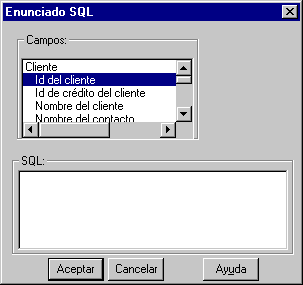 Enunciado SQL
Campos:
Cliente
Id del cliente
Id de crédito del cliente
Nombre del cliente
Nombre del contacto
SQL:
Aceptar Cancelar Ayuda